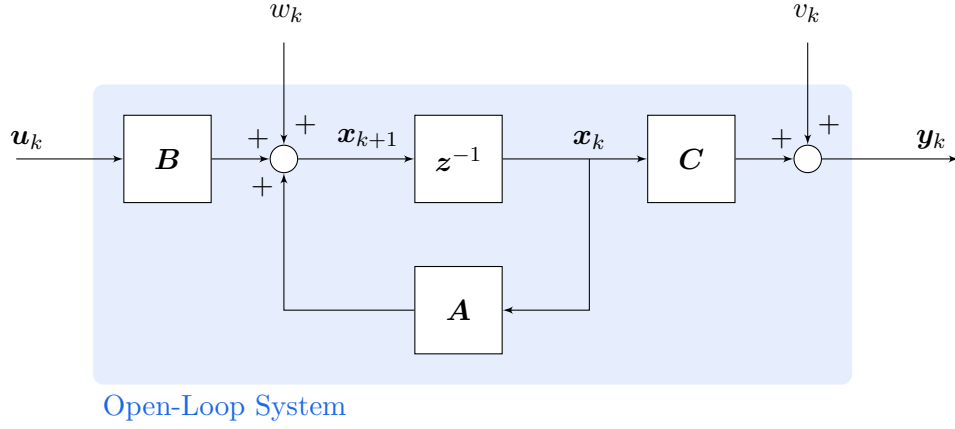 w_k
v_k
u_k
B
+
+
+
x_{k+1}
z^{-1}
x_k
C
+
+
y_k
A
Open-Loop System